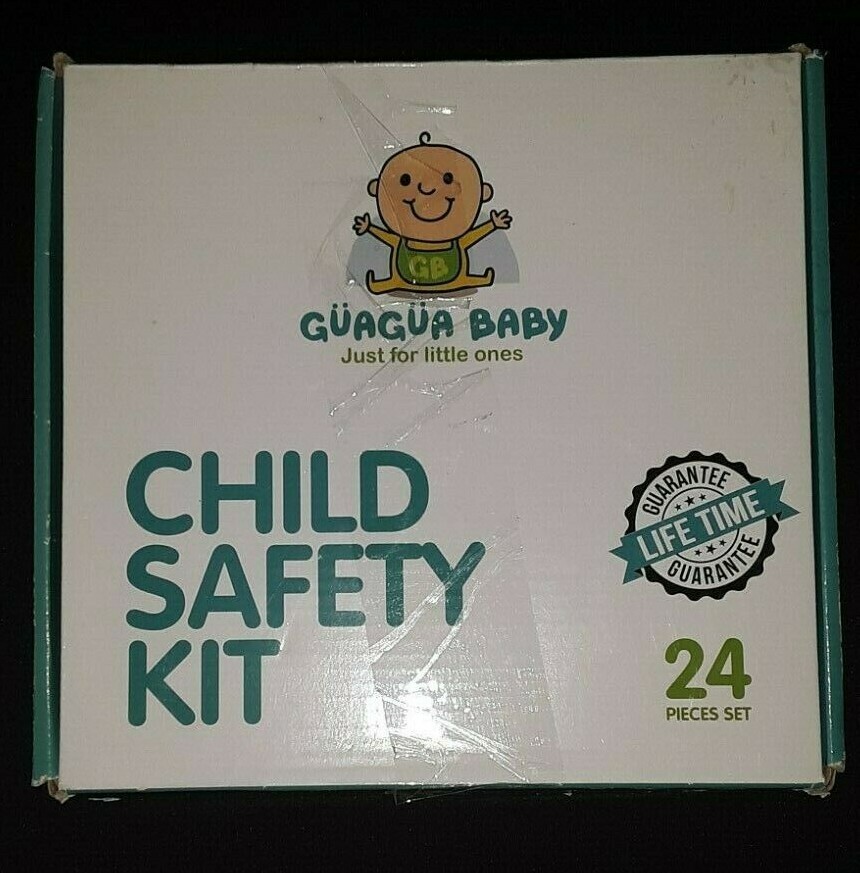 GB
GÜAGÜA BABY
Just for little ones
CHILD
SAFETY
KIT
GUARANTEE
LIFE TIME
GUARANTEE
24
PIECES SET